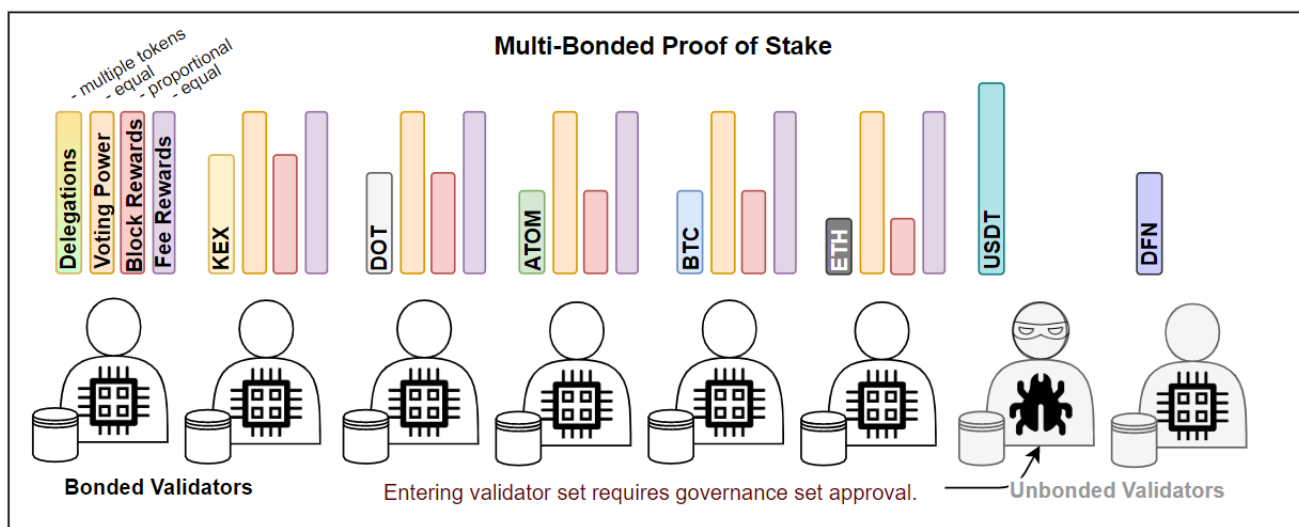 Multi-Bonded Proof of Stake
- multiple tokens
- equal
- proportional
- equal
Delegations
Voting Power
Block Rewards
Fee Rewards
KEX
DOT
ATOM
BTC
ETH
USDT
DFN
Bonded Validators
Entering validator set requires governance set approval.
Unbonded Validators